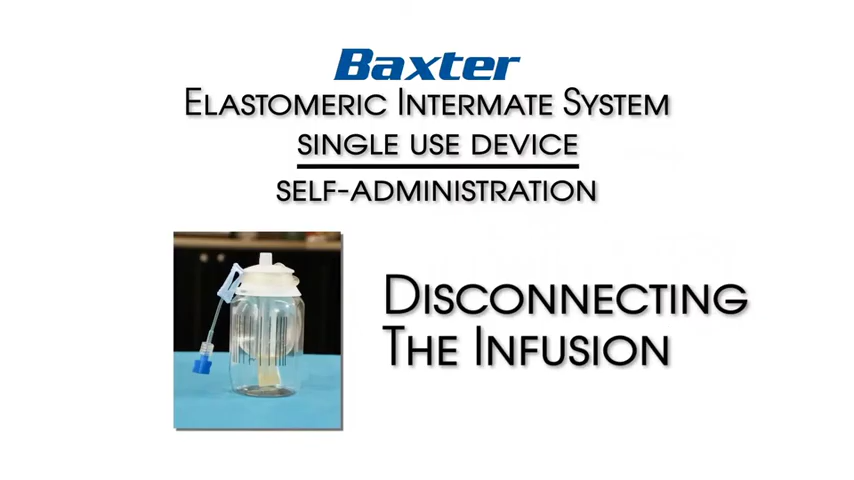 Baxter
Elastomeric Intermate System
single use device
self-administration
Disconnecting
The Infusion